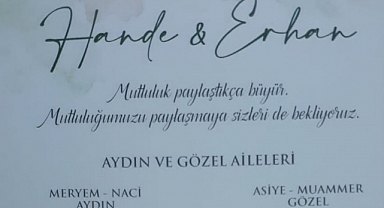 Hande & Erhan
Mutluluk paylaştıkça büyür.
Mutluluğumuzu paylaşmaya sizleri de bekliyoruz.
AYDIN VE GÖZEL AİLELERİ
MERYEM - NACİ
AYDIN
ASİYE - MUAMMER
GÖZEL